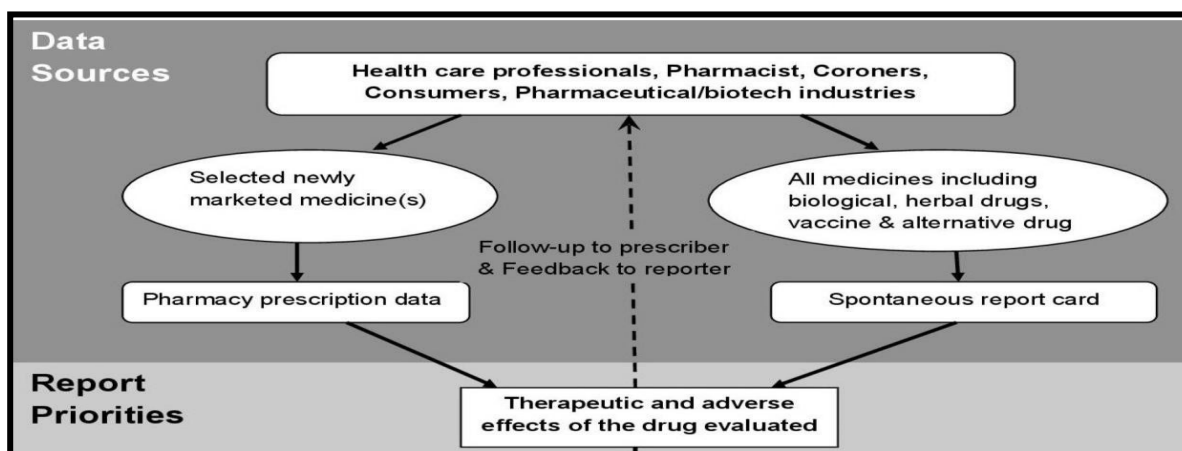 Data
Sources
Health care professionals, Pharmacist, Coroners,
Consumers, Pharmaceutical/biotech industries
Selected newly
marketed medicine(s)
All medicines including
biological, herbal drugs,
vaccine & alternative drug
Follow-up to prescriber
& Feedback to reporter
Pharmacy prescription data
Spontaneous report card
Report
Priorities
Therapeutic and adverse
effects of the drug evaluated